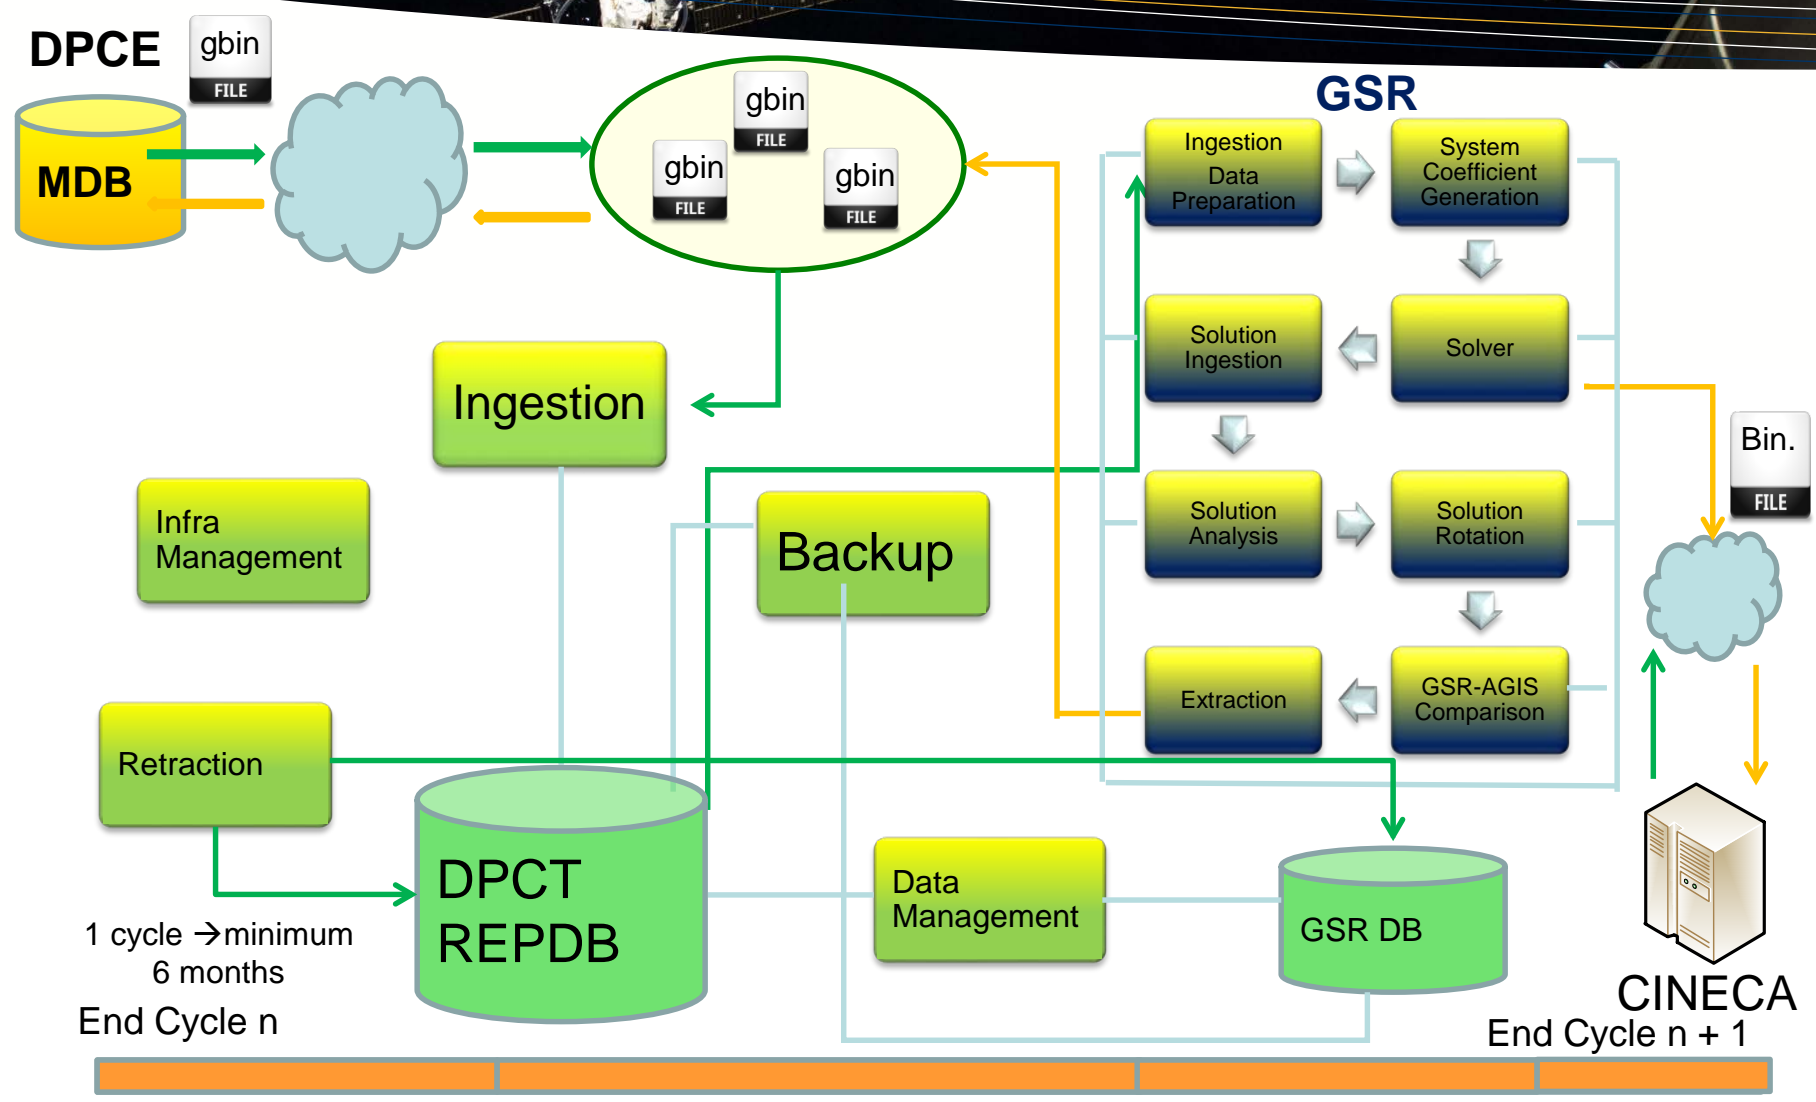 DPCE
gbin
FILE
MDB
gbin
FILE
gbin
FILE
gbin
FILE
GSR
Ingestion
Data
Preparation
System
Coefficient
Generation
Solution
Ingestion
Solver
Solution
Analysis
Solution
Rotation
Extraction
GSR-AGIS
Comparison
Bin.
FILE
Ingestion
Infra
Management
Backup
Retraction
DPCT
REPDB
Data
Management
GSR DB
CINECA
1 cycle →minimum
6 months
End Cycle n
End Cycle n + 1